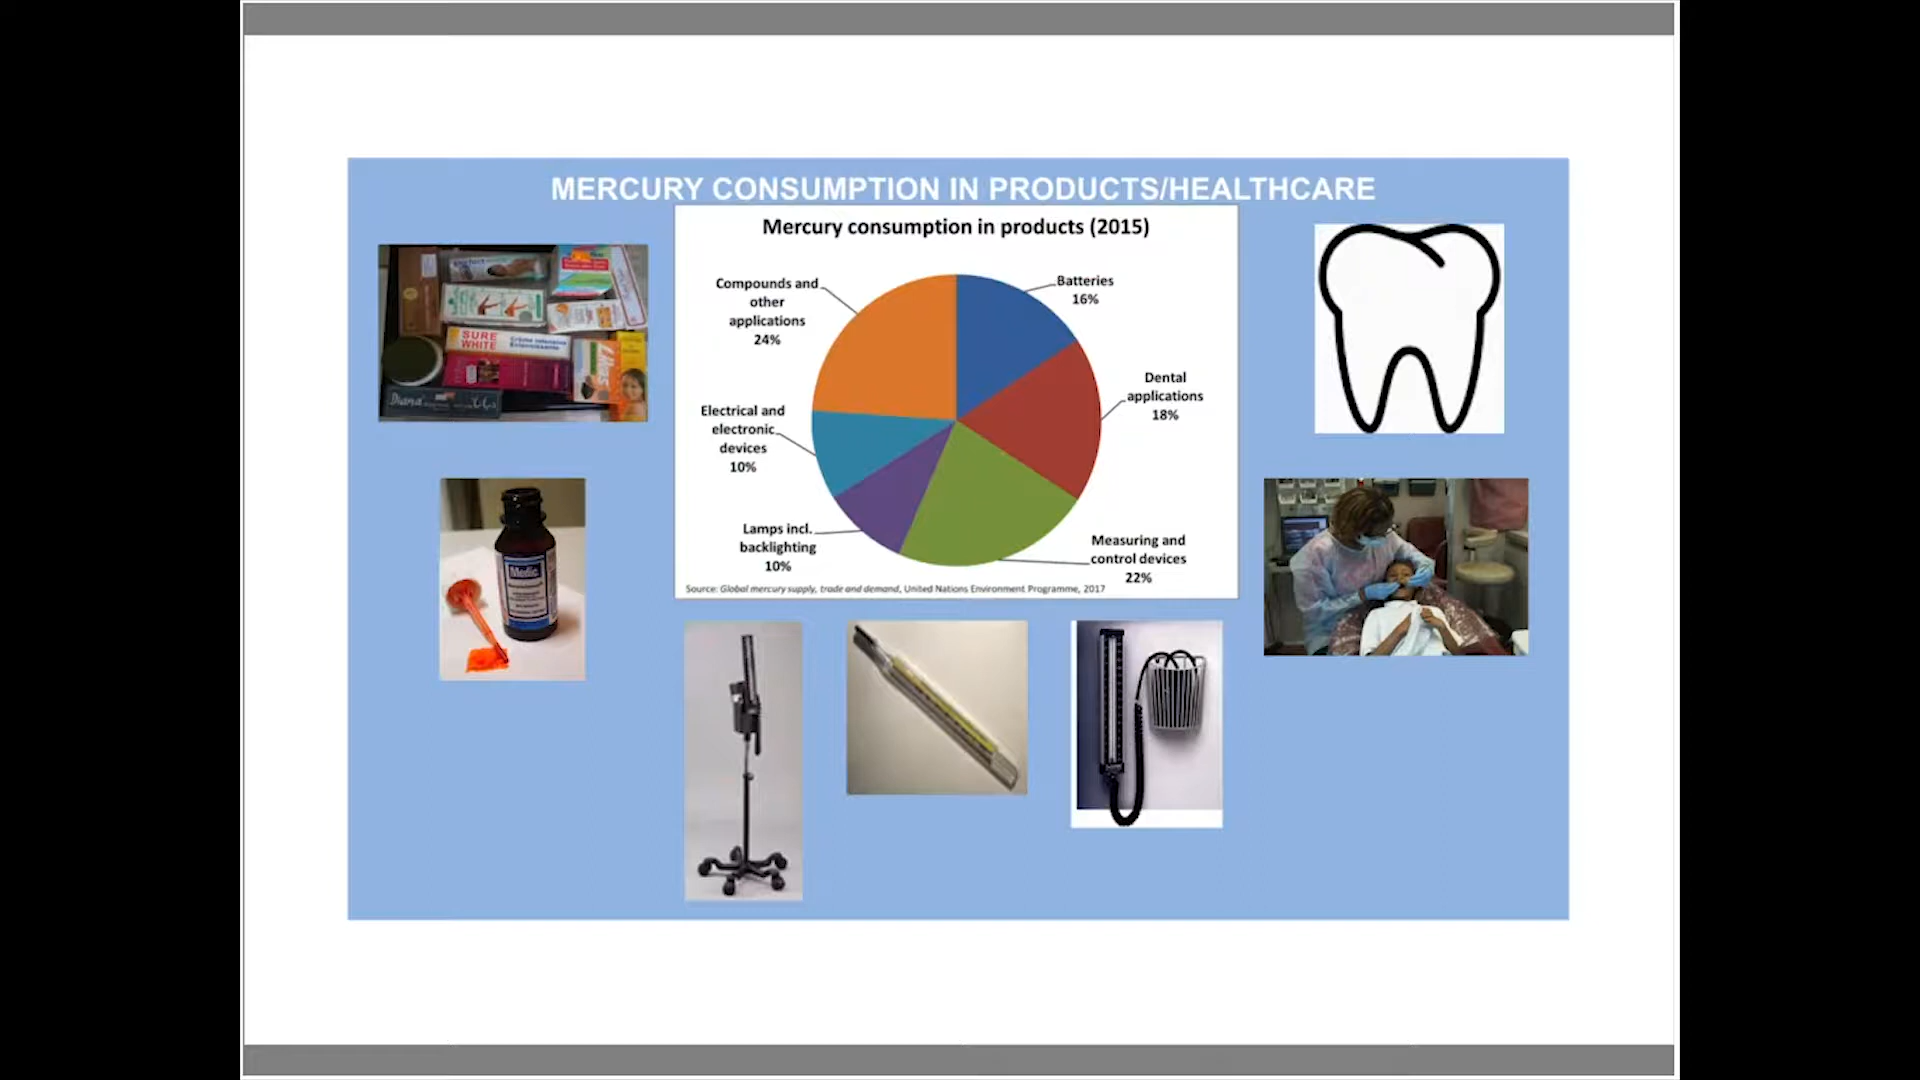 MERCURY CONSUMPTION IN PRODUCTS/HEALTHCARE
Mercury consumption in products (2015)
Compounds and
other
applications
24%
Batteries
16%
Dental
applications
18%
Electrical and
electronic
devices
10%
Lamps incl.
backlighting
10%
Measuring and
control devices
22%
Source: Global mercury supply, trade and demand, United Nations Environment Programme, 2017
SURE
WHITE
Diana
Medic